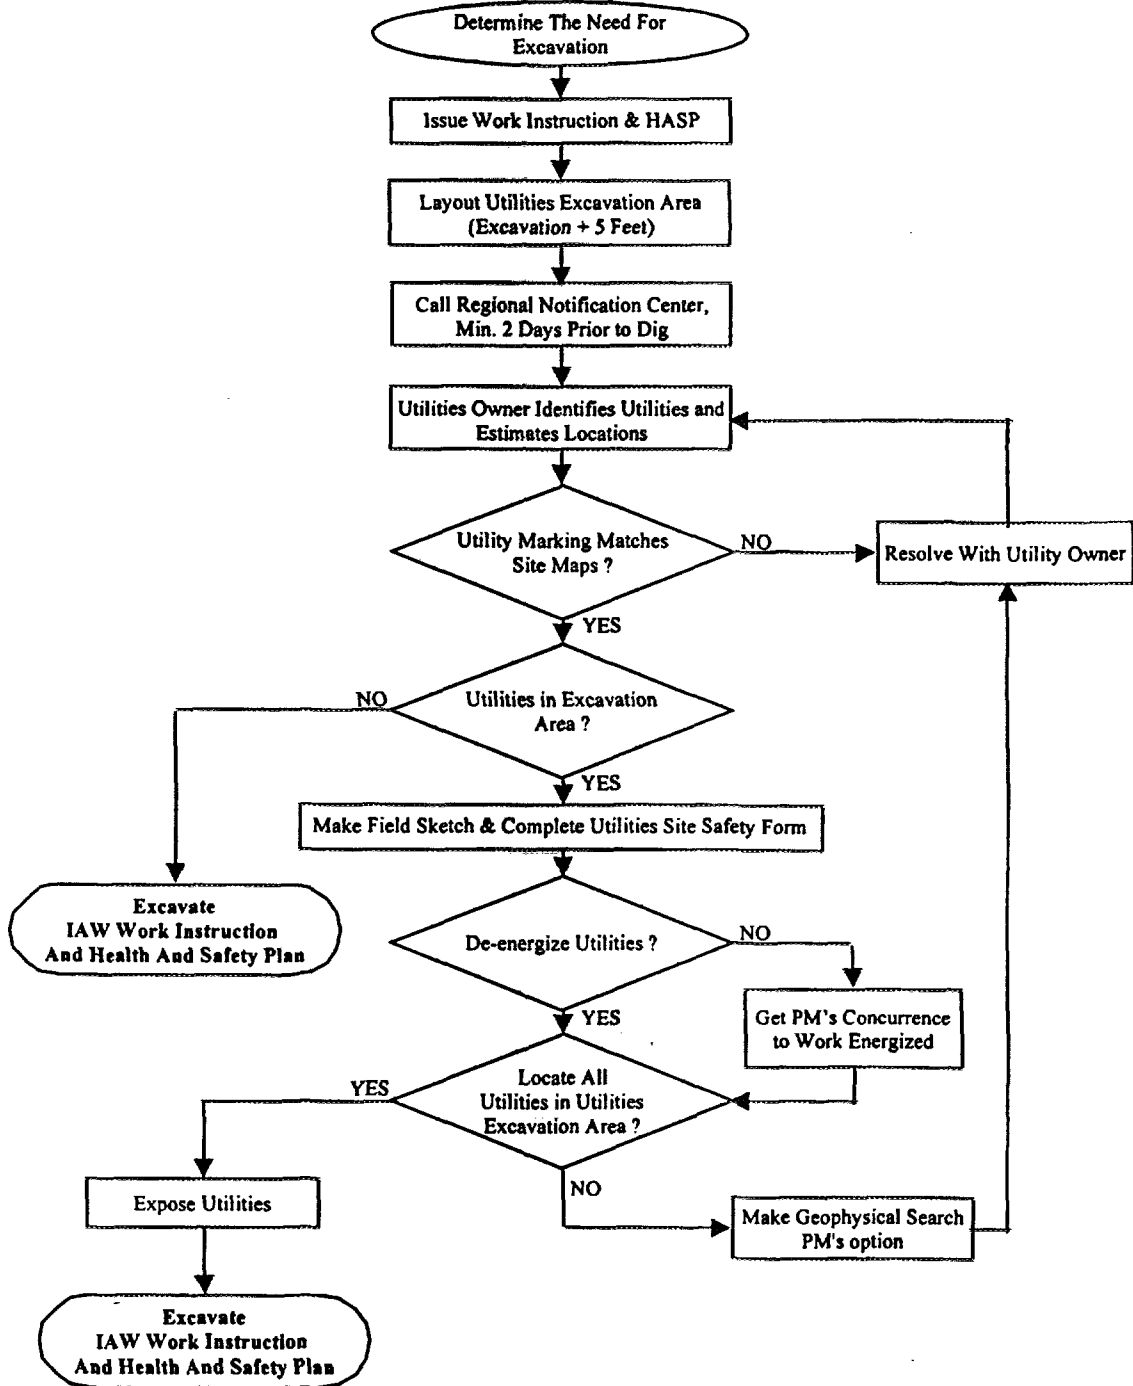 Determine The Need For
Excavation
Issue Work Instruction & HASP
Layout Utilities Excavation Area
(Excavation + 5 Feet)
Call Regional Notification Center,
Min. 2 Days Prior to Dig
Utilities Owner Identifies Utilities and
Estimates Locations
Utility Marking Matches
Site Maps ?
NO
Resolve With Utility Owner
YES
Utilities in Excavation
Area ?
NO
YES
Make Field Sketch & Complete Utilities Site Safety Form
Excavate
IAW Work Instruction
And Health And Safety Plan
De-energize Utilities ?
NO
Get PM's Concurrence
to Work Energized
YES
Locate All
Utilities in Utilities
Excavation Area ?
YES
Expose Utilities
NO
Make Geophysical Search
PM's option
Excavate
IAW Work Instruction
And Health And Safety Plan